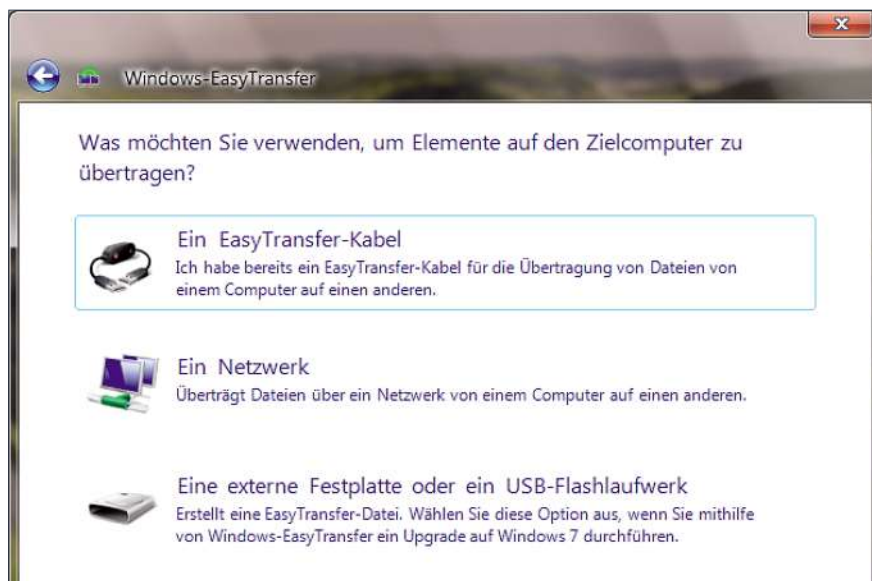 Windows-EasyTransfer
Was möchten Sie verwenden, um Elemente auf den Zielcomputer zu
übertragen?
Ein EasyTransfer-Kabel
Ich habe bereits ein EasyTransfer-Kabel für die Übertragung von Dateien von
einem Computer auf einen anderen.
Ein Netzwerk
Überträgt Dateien über ein Netzwerk von einem Computer auf einen anderen.
Eine externe Festplatte oder ein USB-Flashlaufwerk
Erstellt eine EasyTransfer-Datei. Wählen Sie diese Option aus, wenn Sie mithilfe
von Windows-EasyTransfer ein Upgrade auf Windows 7 durchführen.